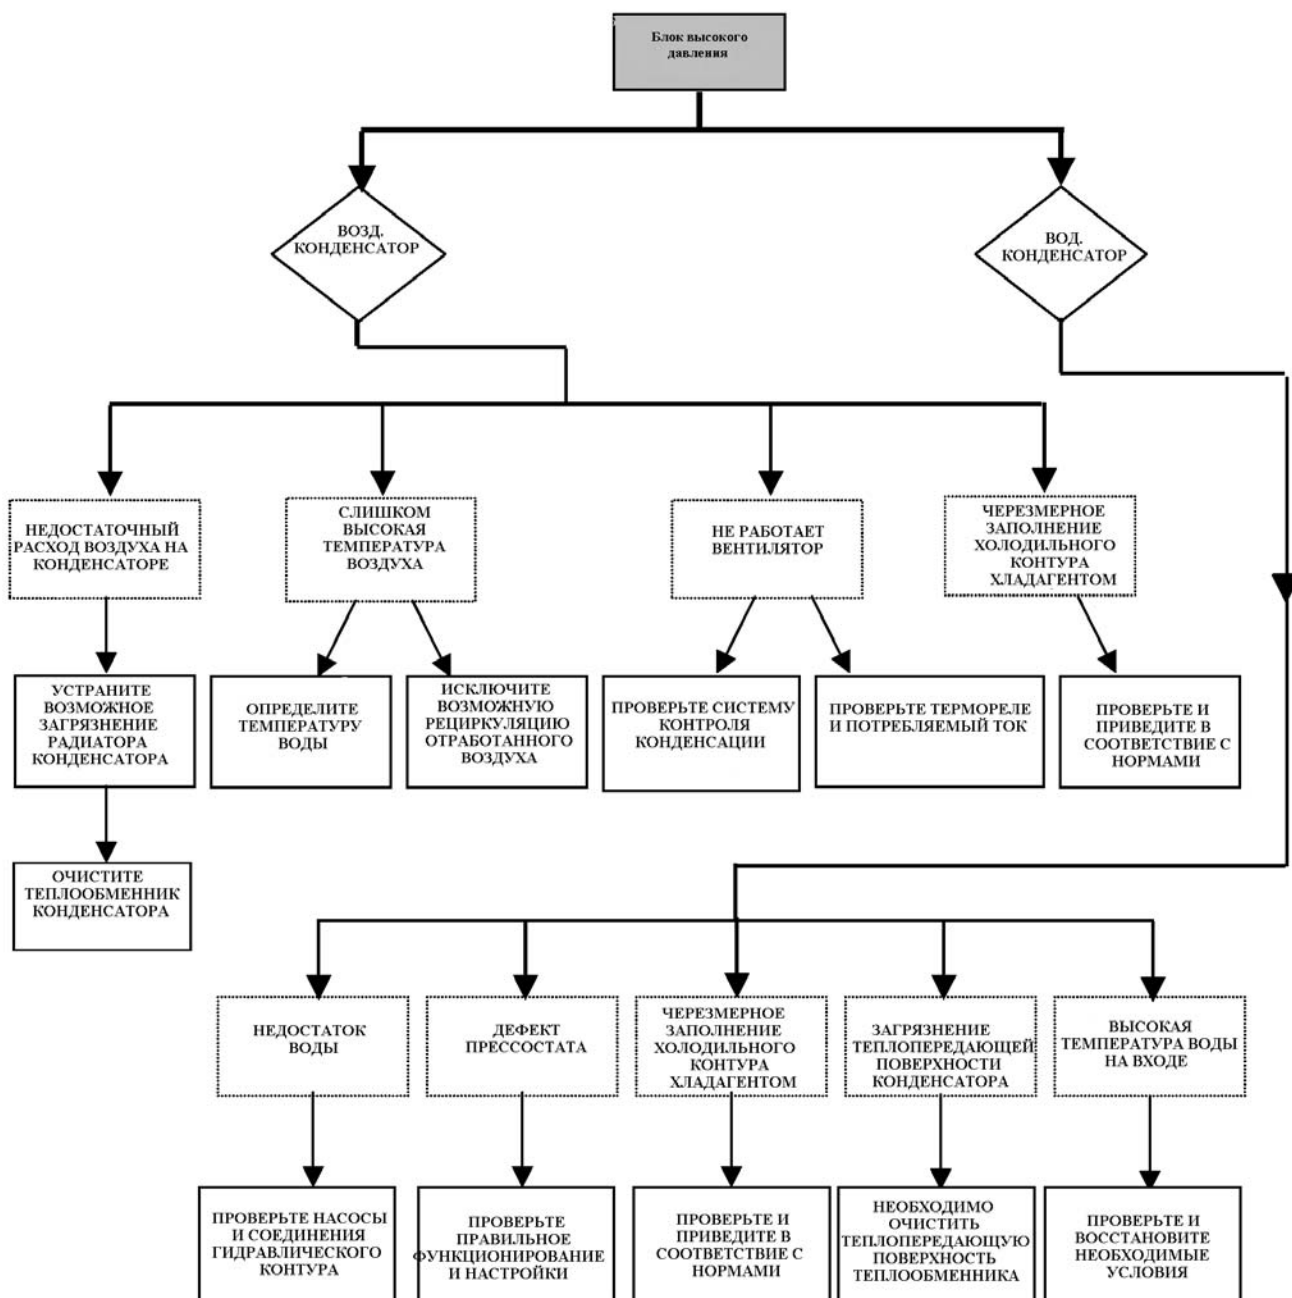 Блок высокого
давления
ВОЗД.
КОНДЕНСАТОР
ВОД.
КОНДЕНСАТОР
НЕДОСТАТОЧНЫЙ
РАСХОД ВОЗДУХА НА
КОНДЕНСАТОРЕ
СЛИШКОМ
ВЫСОКАЯ
ТЕМПЕРАТУРА
ВОЗДУХА
НЕ РАБОТАЕТ
ВЕНТИЛЯТОР
ЧЕРЕЗМЕРНОЕ
ЗАПОЛНЕНИЕ
ХОЛОДИЛЬНОГО
КОНТУРА
ХЛАДАГЕНТОМ
УСТРАНИТЕ
ВОЗМОЖНОЕ
ЗАГРЯЗНЕНИЕ
РАДИАТОРА
КОНДЕНСАТОРА
ОПРЕДЕЛИТЕ
ТЕМПЕРАТУРУ
ВОДЫ
ИСКЛЮЧИТЕ
ВОЗМОЖНУЮ
РЕЦИРКУЛЯЦИЮ
ОТРАБОТАННОГО
ВОЗДУХА
ПРОВЕРЬТЕ СИСТЕМУ
КОНТРОЛЯ
КОНДЕНСАЦИИ
ПРОВЕРЬТЕ ТЕРМОРЕЛЕ
И ПОТРЕБЛЯЕМЫЙ ТОК
ПРОВЕРЬТЕ И
ПРИВЕДИТЕ В
СООТВЕТСТВИЕ С
НОРМАМИ
ОЧИСТИТЕ
ТЕПЛООБМЕННИК
КОНДЕНСАТОРА
НЕДОСТАТОК
ВОДЫ
ДЕФЕКТ
ПРЕССОСТАТА
ЧЕРЕЗМЕРНОЕ
ЗАПОЛНЕНИЕ
ХОЛОДИЛЬНОГО
КОНТУРА
ХЛАДАГЕНТОМ
ЗАГРЯЗНЕНИЕ
ТЕПЛОПЕРЕДАЮЩЕЙ
ПОВЕРХНОСТИ
КОНДЕНСАТОРА
ВЫСОКАЯ
ТЕМПЕРАТУРА ВОДЫ
НА ВХОДЕ
ПРОВЕРЬТЕ НАСОСЫ
И СОЕДИНЕНИЯ
ГИДРАВЛИЧЕСКОГО
КОНТУРА
ПРОВЕРЬТЕ
ПРАВИЛЬНОЕ
ФУНКЦИОНИРОВАНИЕ
И НАСТРОЙКИ
ПРОВЕРЬТЕ И
ПРИВЕДИТЕ В
СООТВЕТСТВИЕ С
НОРМАМИ
НЕОБХОДИМО
ОЧИСТИТЬ
ТЕПЛОПЕРЕДАЮЩУЮ
ПОВЕРХНОСТЬ
ТЕПЛООБМЕННИКА
ПРОВЕРЬТЕ И
ВОССТАНОВИТЕ
НЕОБХОДИМЫЕ
УСЛОВИЯ